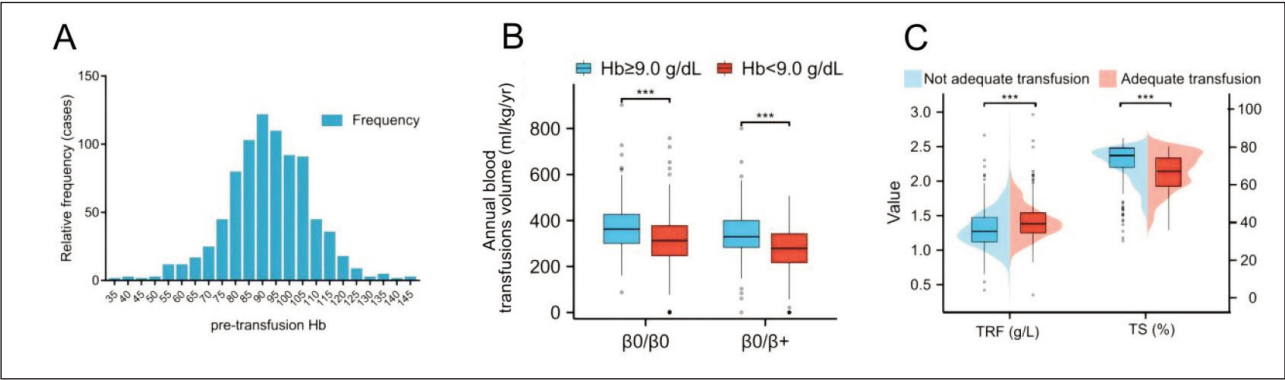 A
Relative frequency (cases)
150
100
50
0
Frequency
35 40 45 50 55 60 65 70 75 80 85 90 95 100 105 110 115 120 125 130 135 140 145
pre-transfusion Hb
B
Hb≥9.0 g/dL Hb<9.0 g/dL
Annual blood
transfusions volume (ml/kg/yr)
800
600
400
200
0
***
***
β0/β0 β0/β+
C
Not adequate transfusion Adequate transfusion
Value
3.0
2.5
2.0
1.5
1.0
0.5
***
***
100
80
60
40
20
0
TRF (g/L) TS (%)